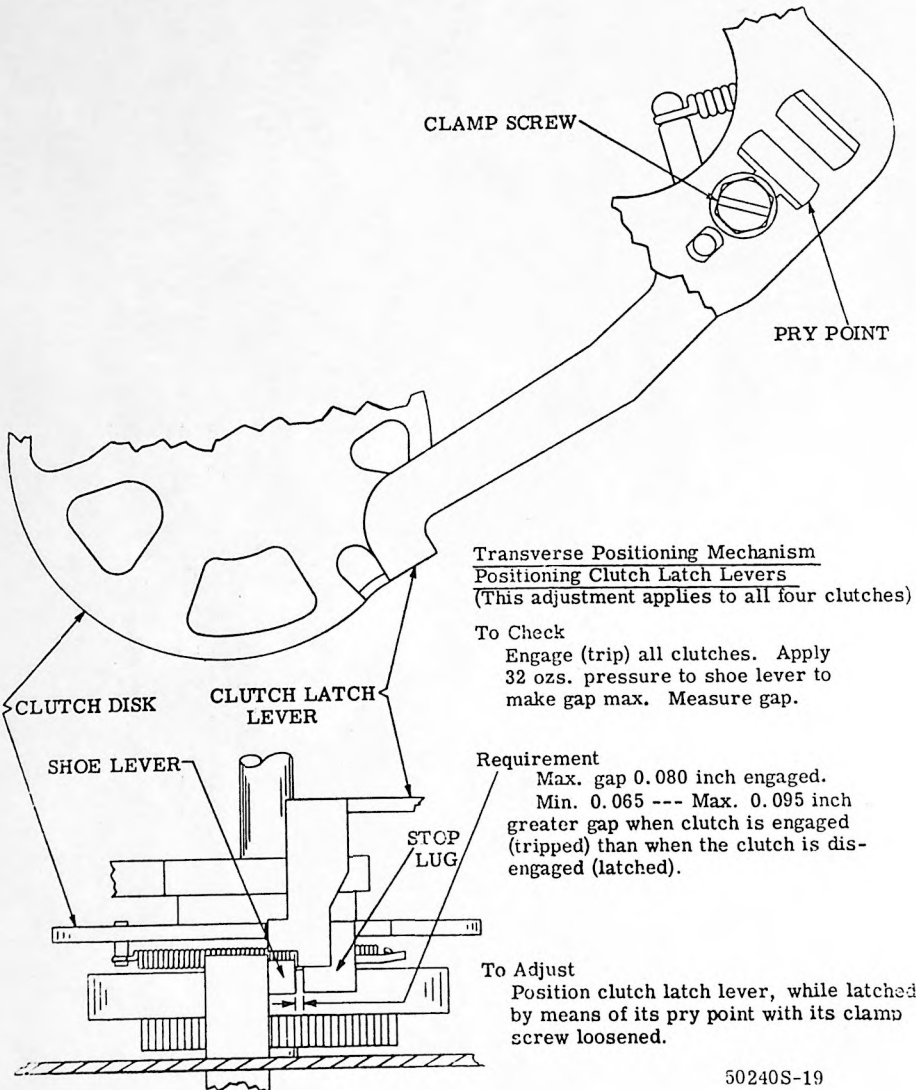 CLAMP SCREW
PRY POINT
Transverse Positioning Mechanism
Positioning Clutch Latch Levers
(This adjustment applies to all four clutches)
To Check
Engage (trip) all clutches. Apply
32 ozs. pressure to shoe lever to
make gap max. Measure gap.
CLUTCH DISK
CLUTCH LATCH
LEVER
SHOE LEVER
STOP
LUG
Requirement
Max. gap 0.080 inch engaged.
Min. 0.065 --- Max. 0.095 inch
greater gap when clutch is engaged
(tripped) than when the clutch is dis-
engaged (latched).
To Adjust
Position clutch latch lever, while latched
by means of its pry point with its clamp
screw loosened.
50240S-19